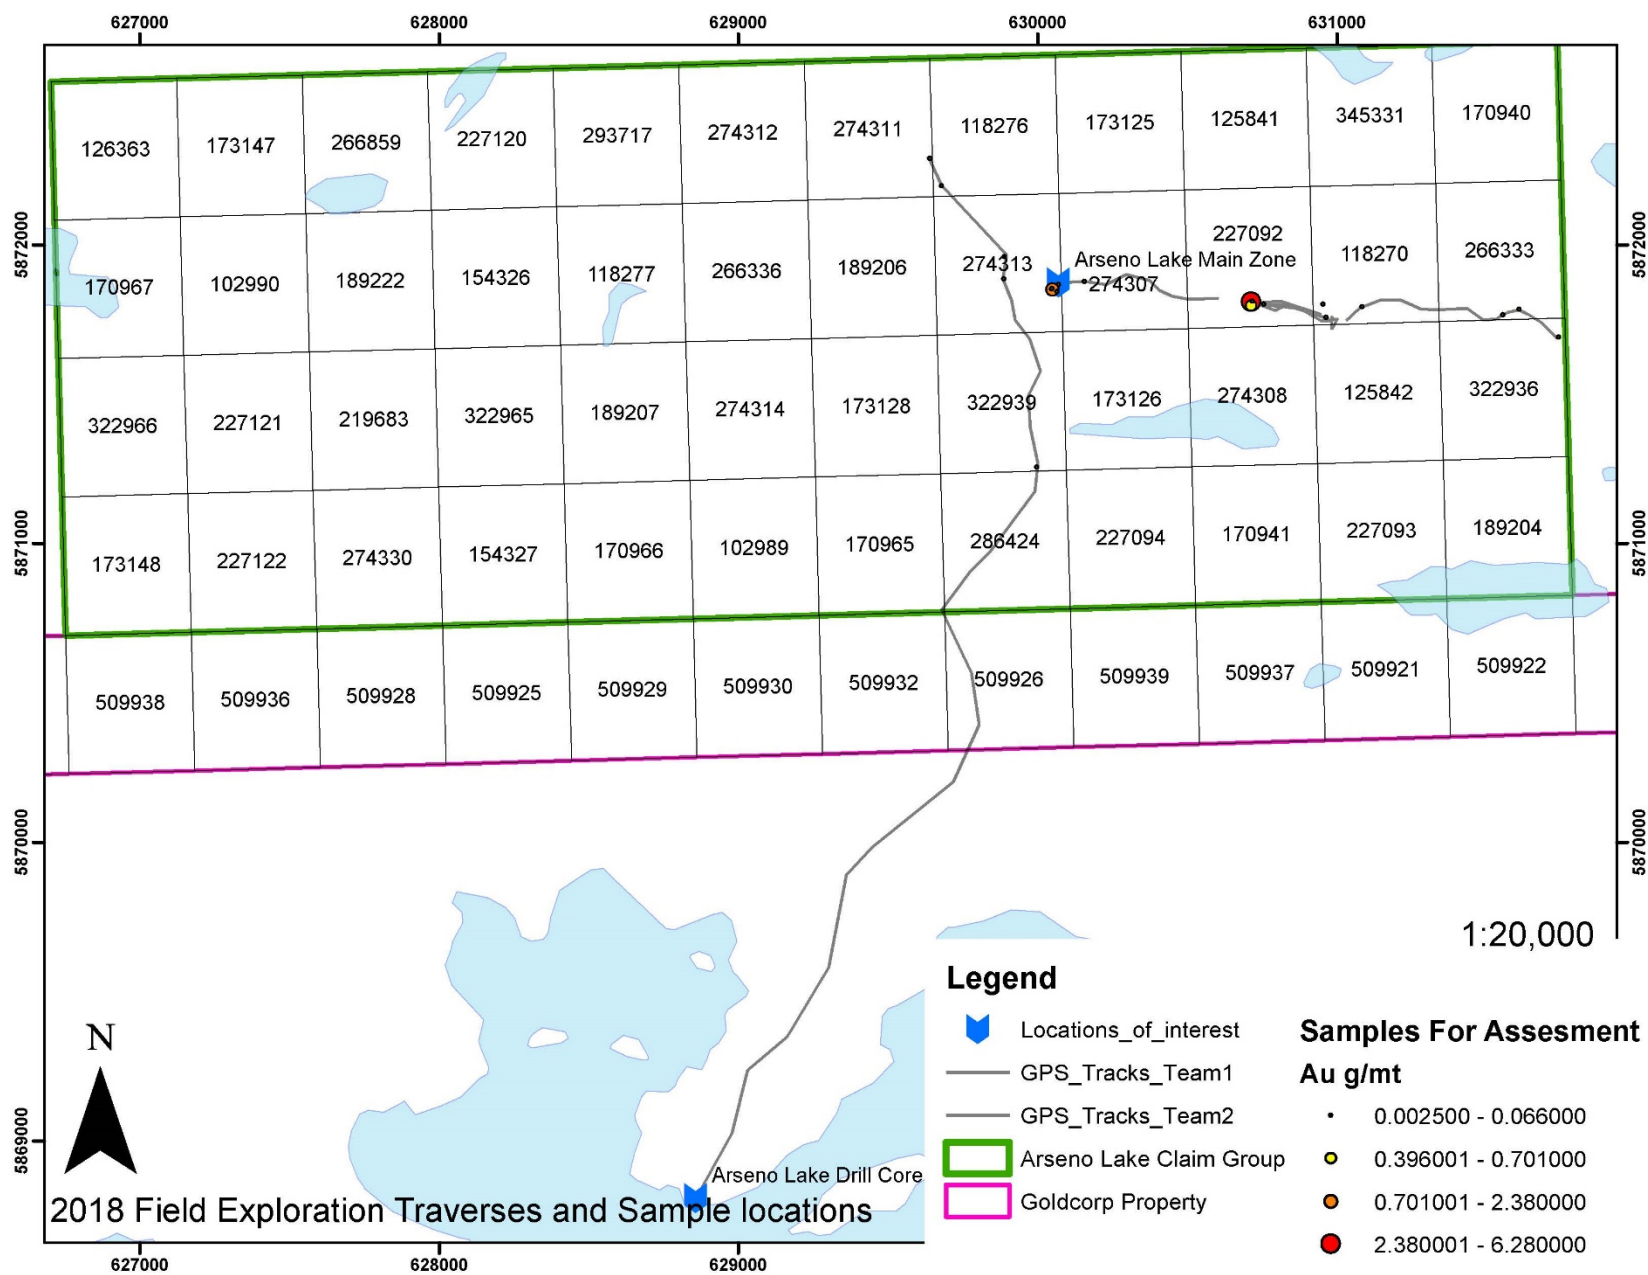 627000 628000 629000 630000 631000
126363 173147 266859 227120 293717 274312 274311 118276 173125 125841 345331 170940
5872000 5872000
170967 102990 189222 154326 118277 266336 189206 274313 227092 118270 266333
Arseno Lake Main Zone
274307
322966 227121 219683 322965 189207 274314 173128 322939 173126 274308 125842 322936
5871000 5871000
173148 227122 274330 154327 170966 102989 170965 286424 227094 170941 227093 189204
509938 509936 509928 509925 509929 509930 509932 509926 509939 509937 509921 509922
5870000 5870000
1:20,000
N
5869000
Arseno Lake Drill Core
2018 Field Exploration Traverses and Sample locations
627000 628000 629000
Legend
Locations_of_interest
GPS_Tracks_Team1
GPS_Tracks_Team2
Arseno Lake Claim Group
Goldcorp Property
Samples For Assesment
Au g/mt
0.002500 - 0.066000
0.396001 - 0.701000
0.701001 - 2.380000
2.380001 - 6.280000